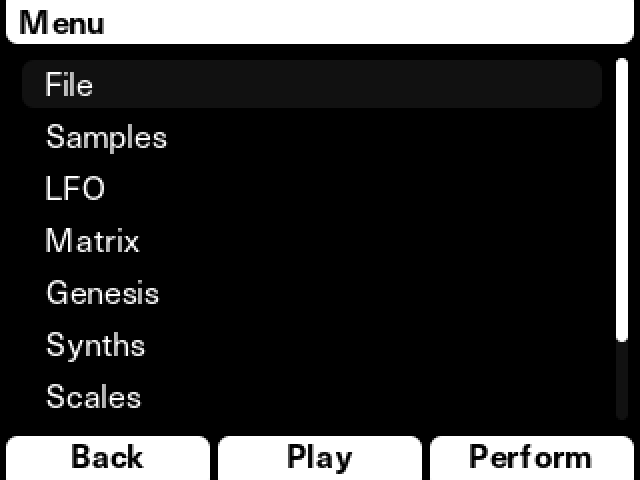 Menu
File
Samples
LFO
Matrix
Genesis
Synths
Scales
Back Play Perform